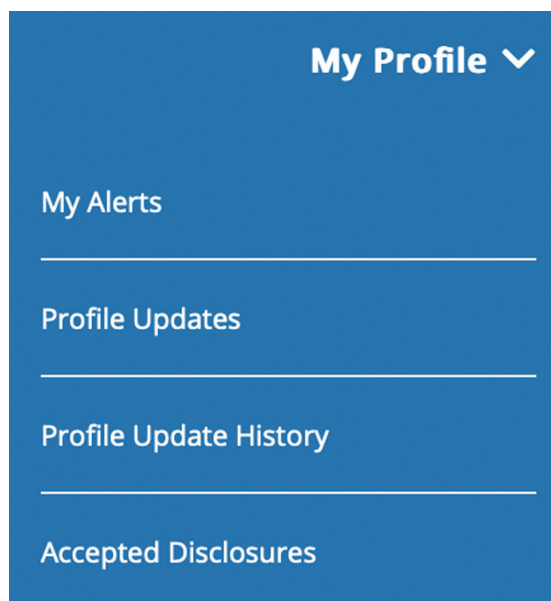 My Profile
My Alerts
Profile Updates
Profile Update History
Accepted Disclosures